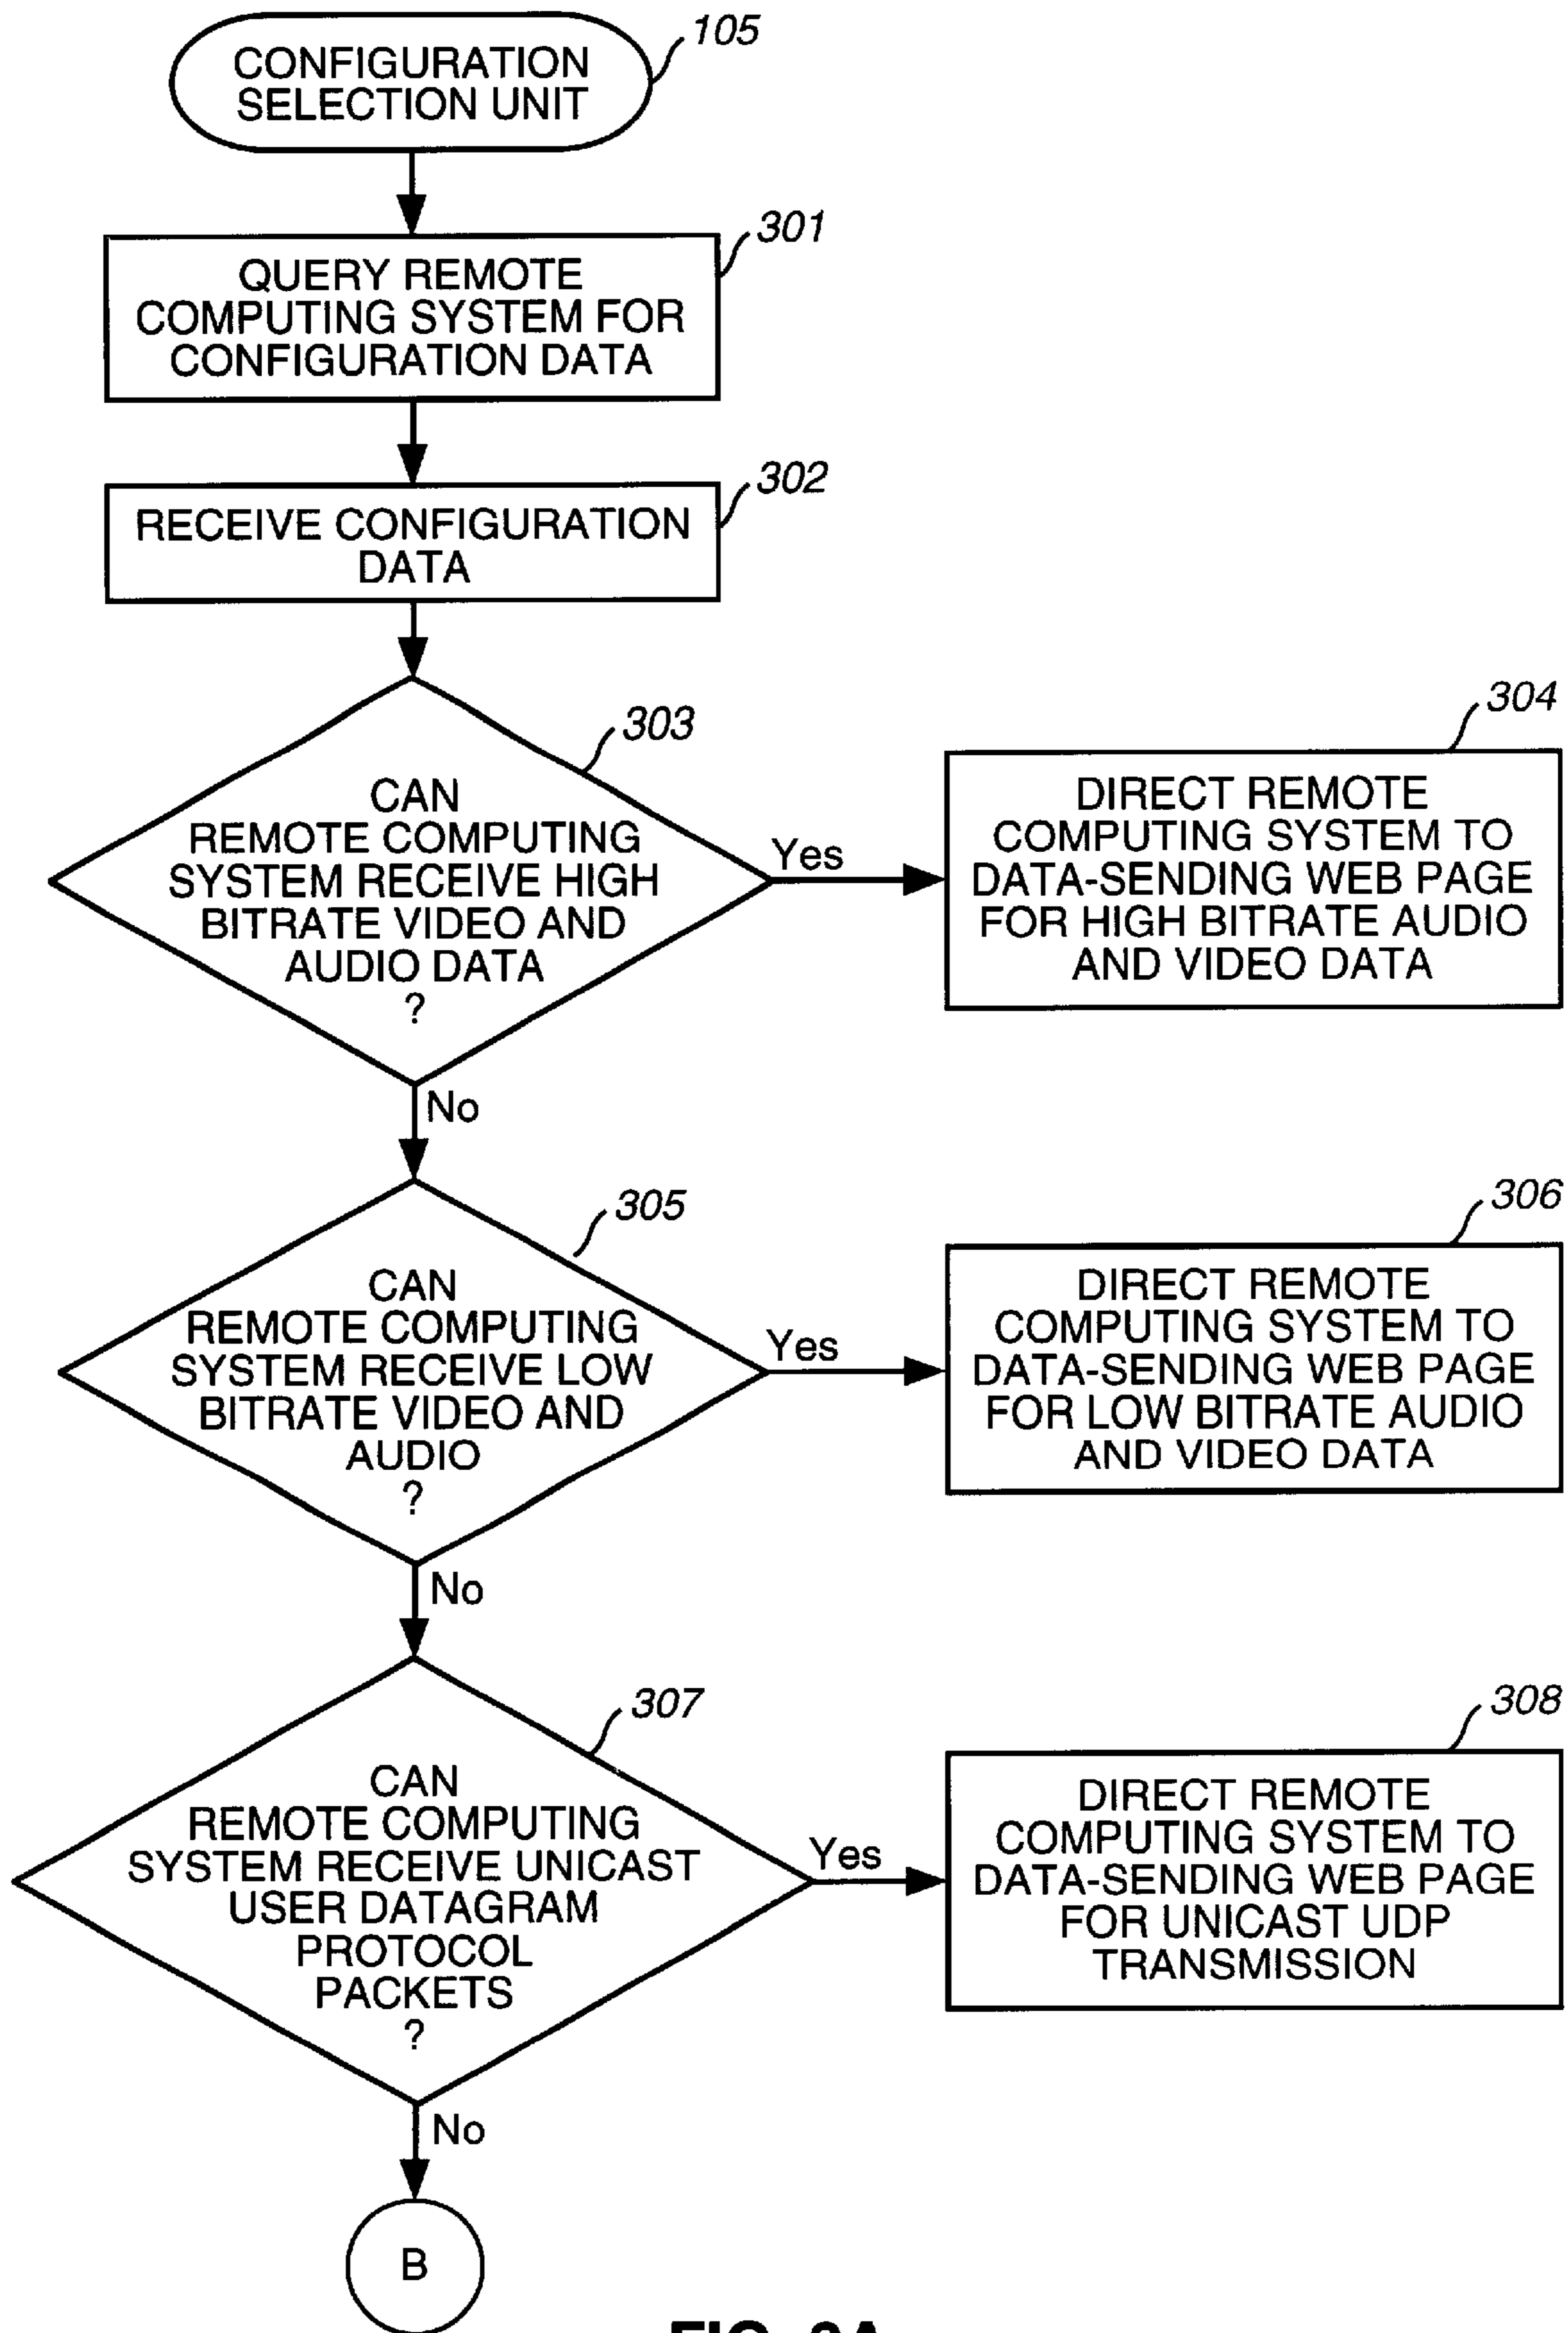 CONFIGURATION
SELECTION UNIT
105
301
QUERY REMOTE
COMPUTING SYSTEM FOR
CONFIGURATION DATA
302
RECEIVE CONFIGURATION
DATA
303
CAN
REMOTE COMPUTING
SYSTEM RECEIVE HIGH
BITRATE VIDEO AND
AUDIO DATA
?
Yes
304
DIRECT REMOTE
COMPUTING SYSTEM TO
DATA-SENDING WEB PAGE
FOR HIGH BITRATE AUDIO
AND VIDEO DATA
No
305
CAN
REMOTE COMPUTING
SYSTEM RECEIVE LOW
BITRATE VIDEO AND
AUDIO
?
Yes
306
DIRECT REMOTE
COMPUTING SYSTEM TO
DATA-SENDING WEB PAGE
FOR LOW BITRATE AUDIO
AND VIDEO DATA
No
307
CAN
REMOTE COMPUTING
SYSTEM RECEIVE UNICAST
USER DATAGRAM
PROTOCOL
PACKETS
?
Yes
308
DIRECT REMOTE
COMPUTING SYSTEM TO
DATA-SENDING WEB PAGE
FOR UNICAST UDP
TRANSMISSION
No
B